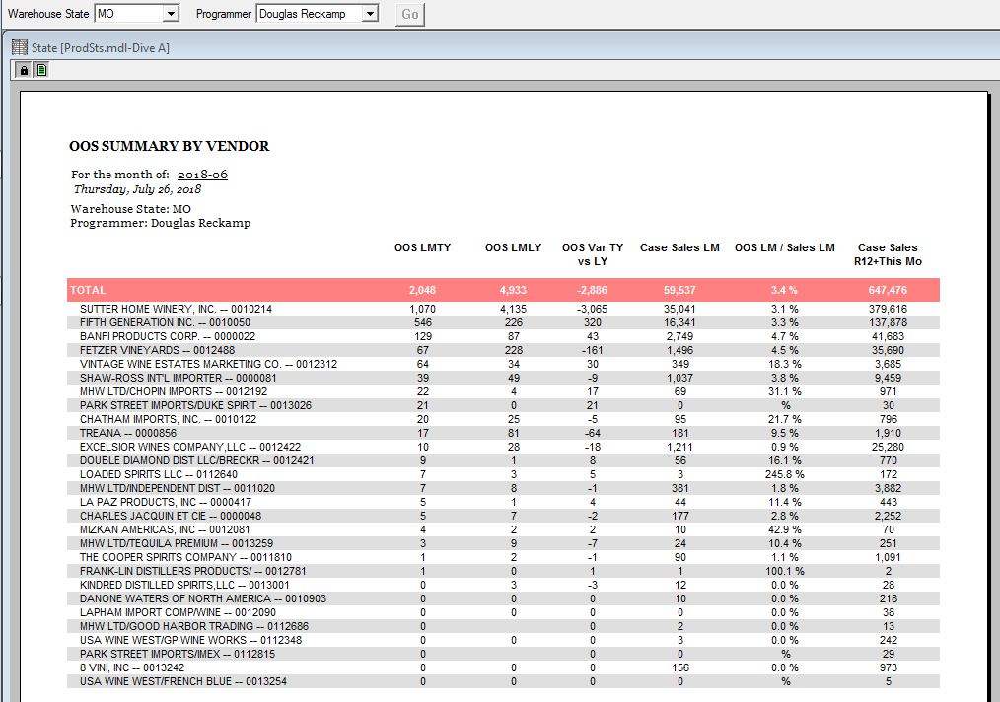 Warehouse State MO Programmer Douglas Reckamp Go
State [ProdSts.mdl-Dive A]
OOS SUMMARY BY VENDOR
For the month of: 2018-06
Thursday, July 26, 2018
Warehouse State: MO
Programmer: Douglas Reckamp
OOS LMTY OOS LMLY OOS Var TY Case Sales LM OOS LM / Sales LM Case Sales
vs LY R12+This Mo
TOTAL 2,048 4,933 -2,886 59,537 3.4 % 647,476
SUTTER HOME WINERY, INC. -- 0010214 1,070 4,135 -3,065 35,041 3.1 % 379,616
FIFTH GENERATION INC. -- 0010050 546 226 320 16,341 3.3 % 137,878
BANFI PRODUCTS CORP. -- 0000022 129 87 43 2,749 4.7 % 41,683
FETZER VINEYARDS -- 0012488 67 228 -161 1,496 4.5 % 35,690
VINTAGE WINE ESTATES MARKETING CO. -- 0012312 64 34 30 349 18.3 % 3,685
SHAW-ROSS INT'L IMPORTER -- 0000081 39 49 -9 1,037 3.8 % 9,459
MHW LTD/CHOPIN IMPORTS -- 0012192 22 4 17 69 31.1 % 971
PARK STREET IMPORTS/DUKE SPIRIT -- 0013026 21 0 21 0 % 30
CHATHAM IMPORTS, INC. -- 0010122 20 25 -5 95 21.7 % 796
TREANA -- 0000856 17 81 -64 181 9.5 % 1,910
EXCELSIOR WINES COMPANY,LLC -- 0012422 10 28 -18 1,211 0.9 % 25,280
DOUBLE DIAMOND DIST LLC/BRECKR -- 0012421 9 1 8 56 16.1 % 770
LOADED SPIRITS LLC -- 0112640 7 3 5 3 245.8 % 172
MHW LTD/INDEPENDENT DIST -- 0011020 7 8 -1 381 1.8 % 3,882
LA PAZ PRODUCTS, INC -- 0000417 5 1 4 44 11.4 % 443
CHARLES JACQUIN ET CIE -- 0000048 5 7 -2 177 2.8 % 2,252
MIZKAN AMERICAS, INC -- 0012081 4 2 2 10 42.9 % 70
MHW LTD/TEQUILA PREMIUM -- 0013259 3 9 -7 24 10.4 % 251
THE COOPER SPIRITS COMPANY -- 0011810 1 2 -1 90 1.1 % 1,091
FRANK-LIN DISTILLERS PRODUCTS/ -- 0012781 1 0 1 1 100.1 % 2
KINDRED DISTILLED SPIRITS,LLC -- 0013001 0 3 -3 12 0.0 % 28
DANONE WATERS OF NORTH AMERICA -- 0010903 0 0 0 10 0.0 % 218
LAPHAM IMPORT COMP/WINE -- 0012090 0 0 0 0 0.0 % 38
MHW LTD/GOOD HARBOR TRADING -- 0112686 0 0 2 0.0 % 13
USA WINE WEST/GP WINE WORKS -- 0112348 0 0 0 3 0.0 % 242
PARK STREET IMPORTS/IMEX -- 0112815 0 0 0 % 29
8 VINI, INC -- 0013242 0 0 0 156 0.0 % 973
USA WINE WEST/FRENCH BLUE -- 0013254 0 0 0 0 % 5